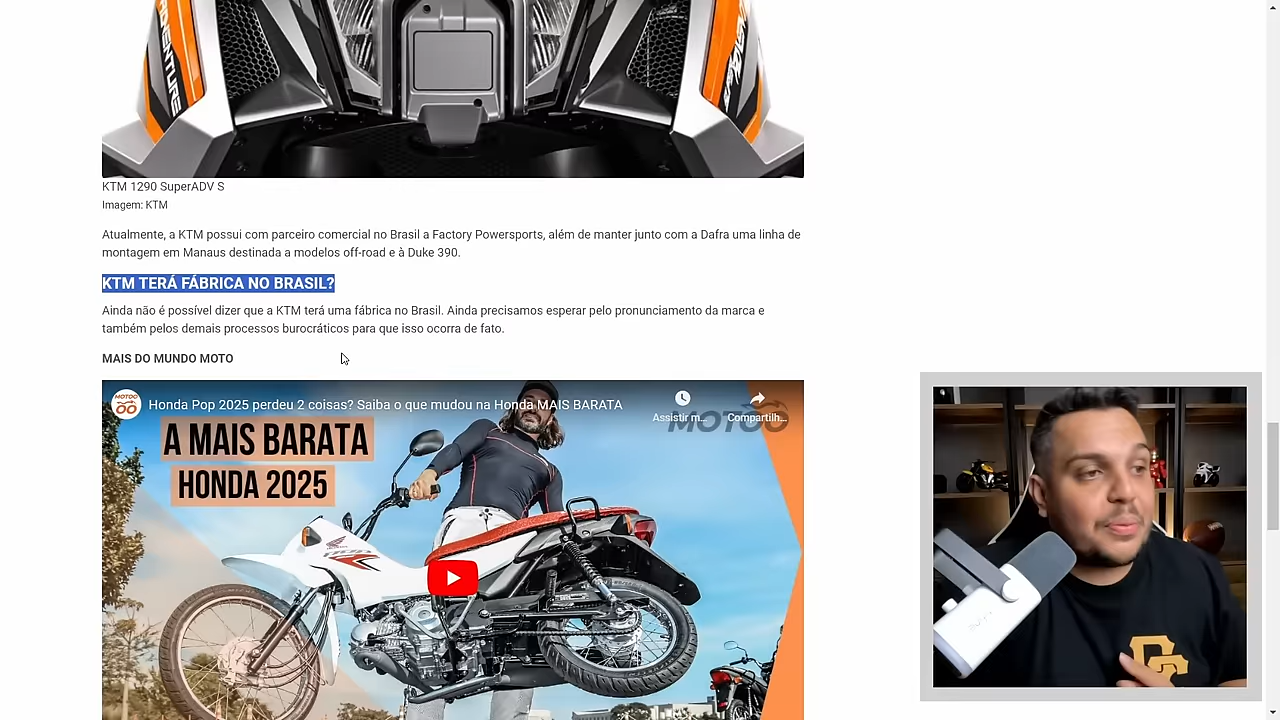 ADVENTURE
KTM 1290 SuperADV S
Imagem: KTM
Atualmente, a KTM possui com parceiro comercial no Brasil a Factory Powersports, além de manter junto com a Dafra uma linha de
montagem em Manaus destinada a modelos off-road e à Duke 390.
KTM TERÁ FÁBRICA NO BRASIL?
Ainda não é possível dizer que a KTM terá uma fábrica no Brasil. Ainda precisamos esperar pelo pronunciamento da marca e
também pelos demais processos burocráticos para que isso ocorra de fato.
MAIS DO MUNDO MOTO
Honda Pop 2025 perdeu 2 coisas? Saiba o que mudou na Honda MAIS BARATA
Assistir m...
Compartilh...
MOTOO
A MAIS BARATA
HONDA 2025